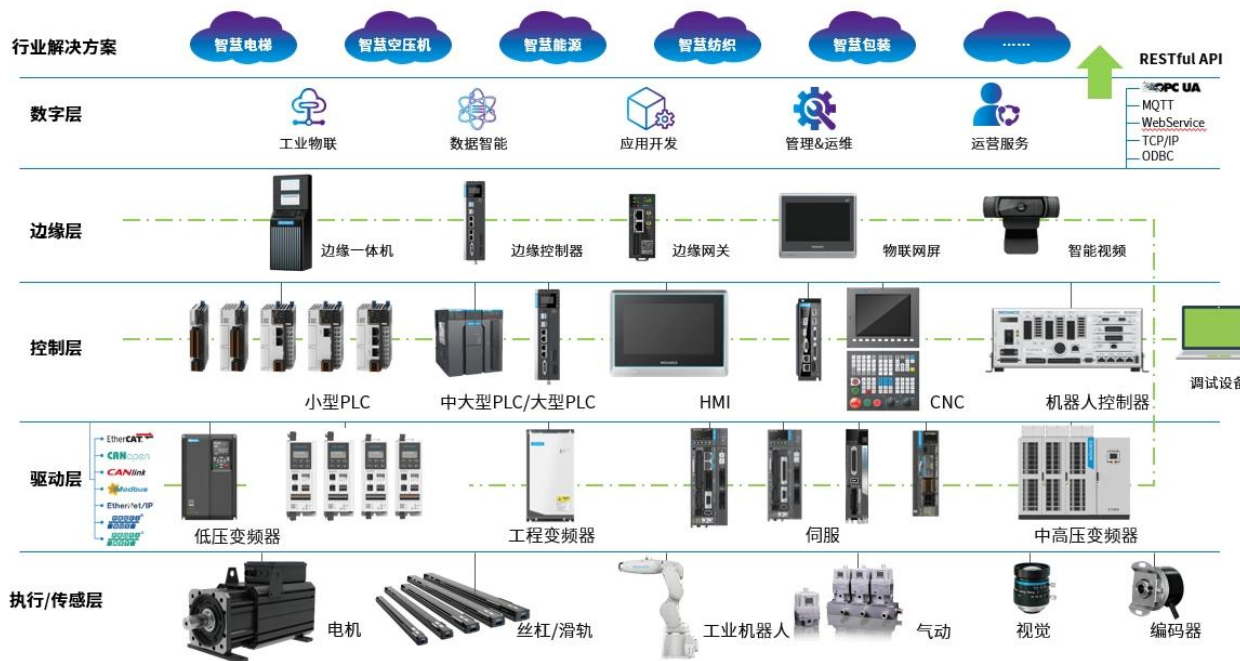 行业解决方案
智慧电梯
智慧空压机
智慧能源
智慧纺织
智慧包装
......
RESTful API
数字层
工业物联
数据智能
应用开发
管理&运维
运营服务
OPC UA
MQTT
WebService
TCP/IP
ODBC
边缘层
边缘一体机
边缘控制器
边缘网关
物联网屏
智能视频
控制层
小型PLC
中大型PLC/大型PLC
HMI
CNC
机器人控制器
调试设备
驱动层
EtherCAT
CANopen
CANlink
Modbus
EtherNet/IP
低压变频器
工程变频器
伺服
中高压变频器
执行/传感层
电机
丝杠/滑轨
工业机器人
气动
视觉
编码器